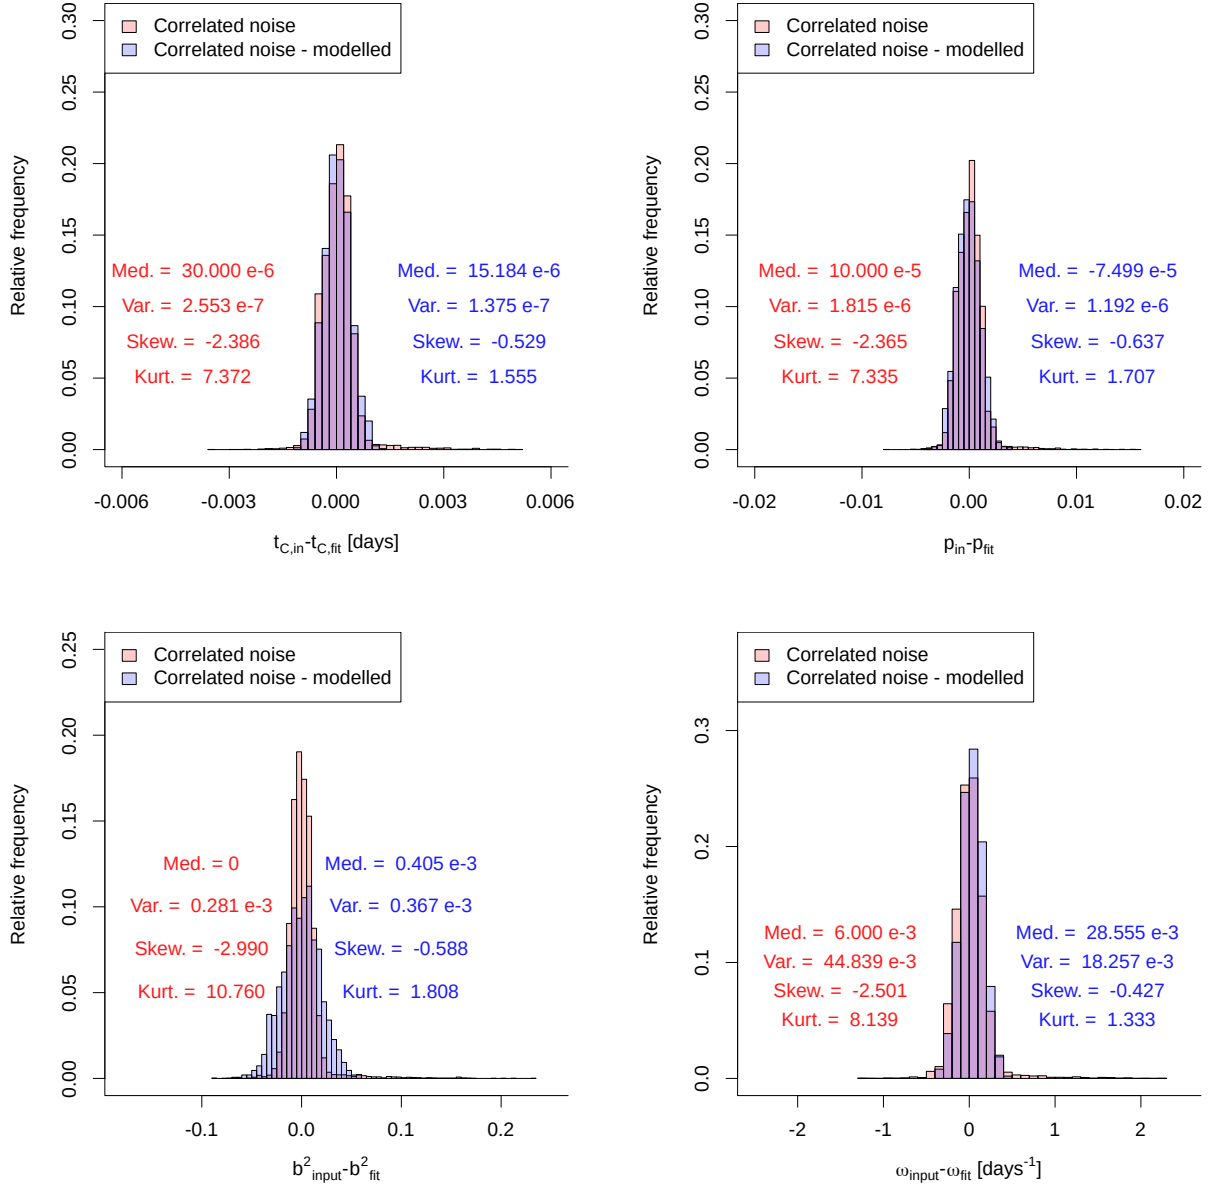 Correlated noise
Correlated noise - modelled
Relative frequency
0.30
0.25
0.20
0.15
0.10
0.05
0.00
Med. = 30.000 e-6
Var. = 2.553 e-7
Skew. = -2.386
Kurt. = 7.372
Med. = 15.184 e-6
Var. = 1.375 e-7
Skew. = -0.529
Kurt. = 1.555
-0.006 -0.003 0.000 0.003 0.006
t_C,in-t_C,fit [days]
Correlated noise
Correlated noise - modelled
Relative frequency
0.30
0.25
0.20
0.15
0.10
0.05
0.00
Med. = 10.000 e-5
Var. = 1.815 e-6
Skew. = -2.365
Kurt. = 7.335
Med. = -7.499 e-5
Var. = 1.192 e-6
Skew. = -0.637
Kurt. = 1.707
-0.02 -0.01 0.00 0.01 0.02
p_in-p_fit
Correlated noise
Correlated noise - modelled
Relative frequency
0.25
0.20
0.15
0.10
0.05
0.00
Med. = 0
Var. = 0.281 e-3
Skew. = -2.990
Kurt. = 10.760
Med. = 0.405 e-3
Var. = 0.367 e-3
Skew. = -0.588
Kurt. = 1.808
-0.1 0.0 0.1 0.2
b²_input-b²_fit
Correlated noise
Correlated noise - modelled
Relative frequency
0.3
0.2
0.1
0.0
Med. = 6.000 e-3
Var. = 44.839 e-3
Skew. = -2.501
Kurt. = 8.139
Med. = 28.555 e-3
Var. = 18.257 e-3
Skew. = -0.427
Kurt. = 1.333
-2 -1 0 1 2
ω_input-ω_fit [days⁻¹]